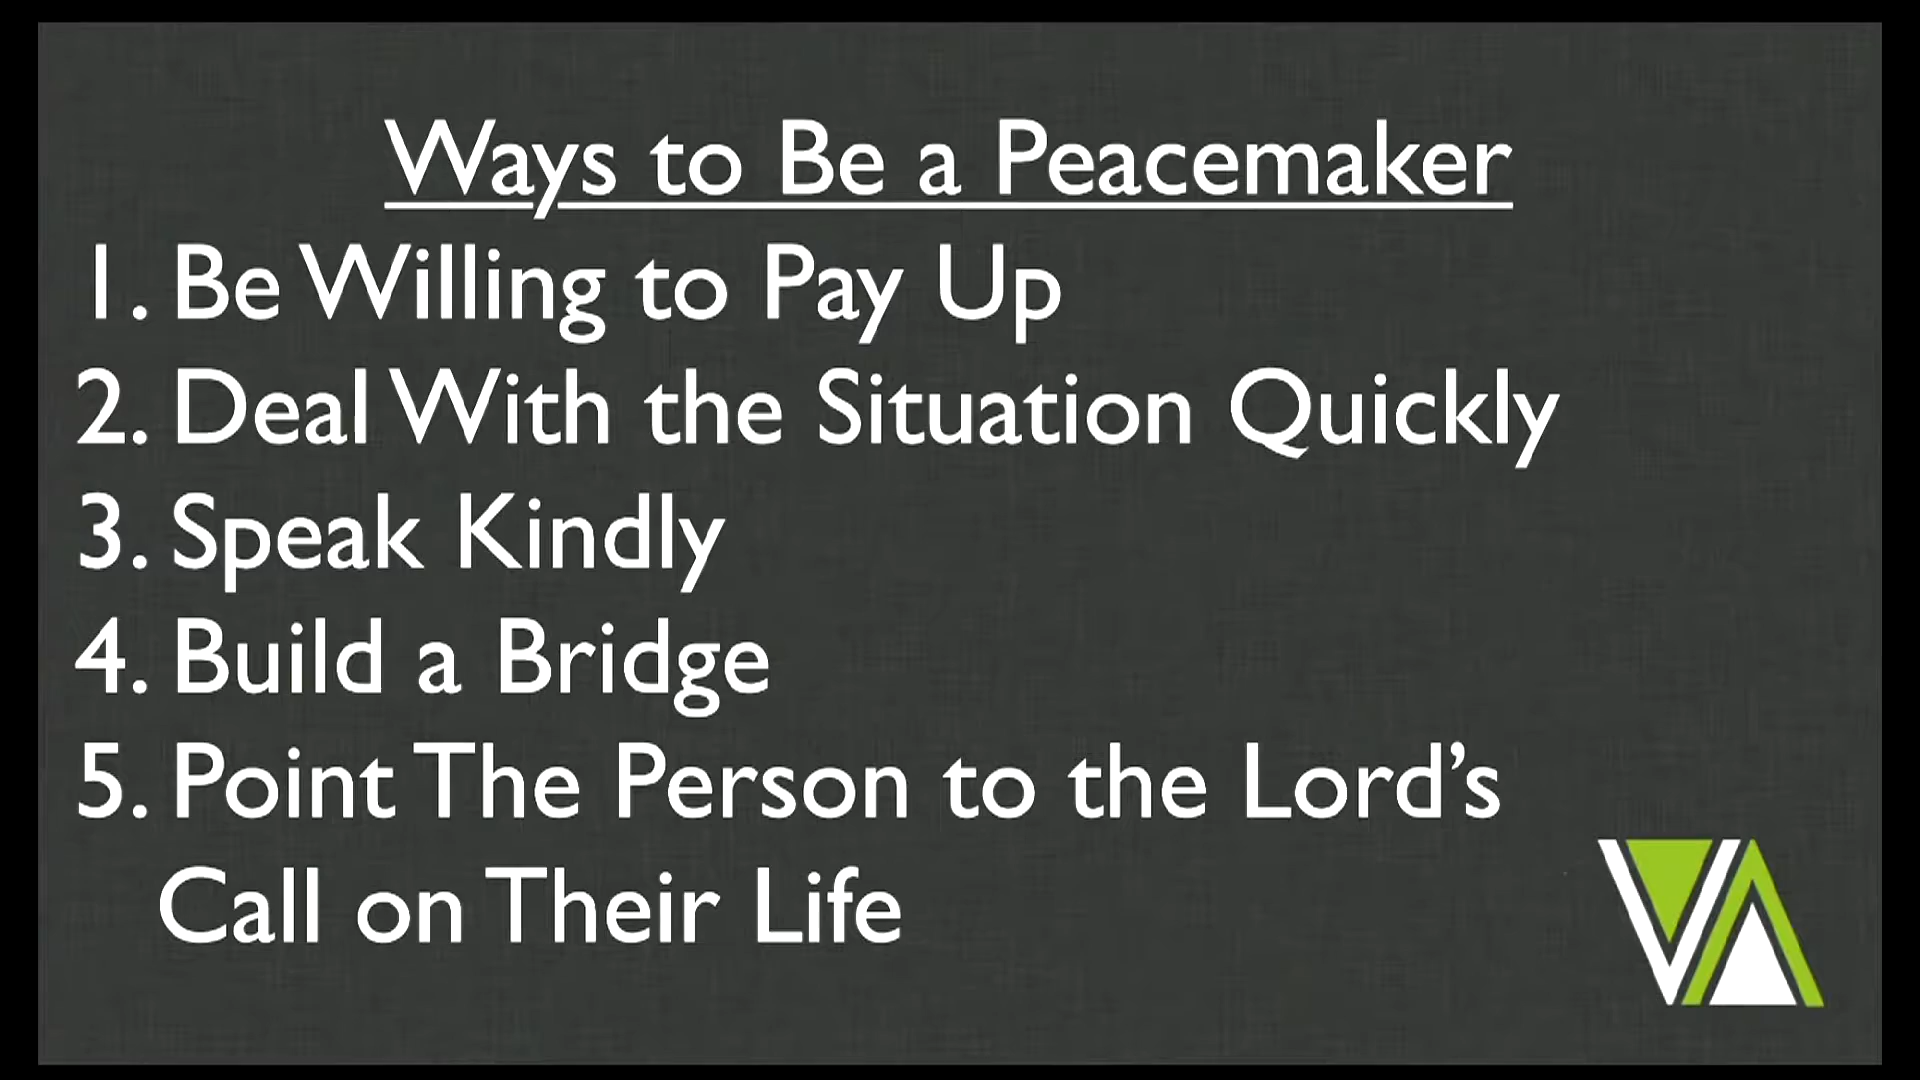 Ways to Be a Peacemaker
1. Be Willing to Pay Up
2. Deal With the Situation Quickly
3. Speak Kindly
4. Build a Bridge
5. Point The Person to the Lord’s
Call on Their Life